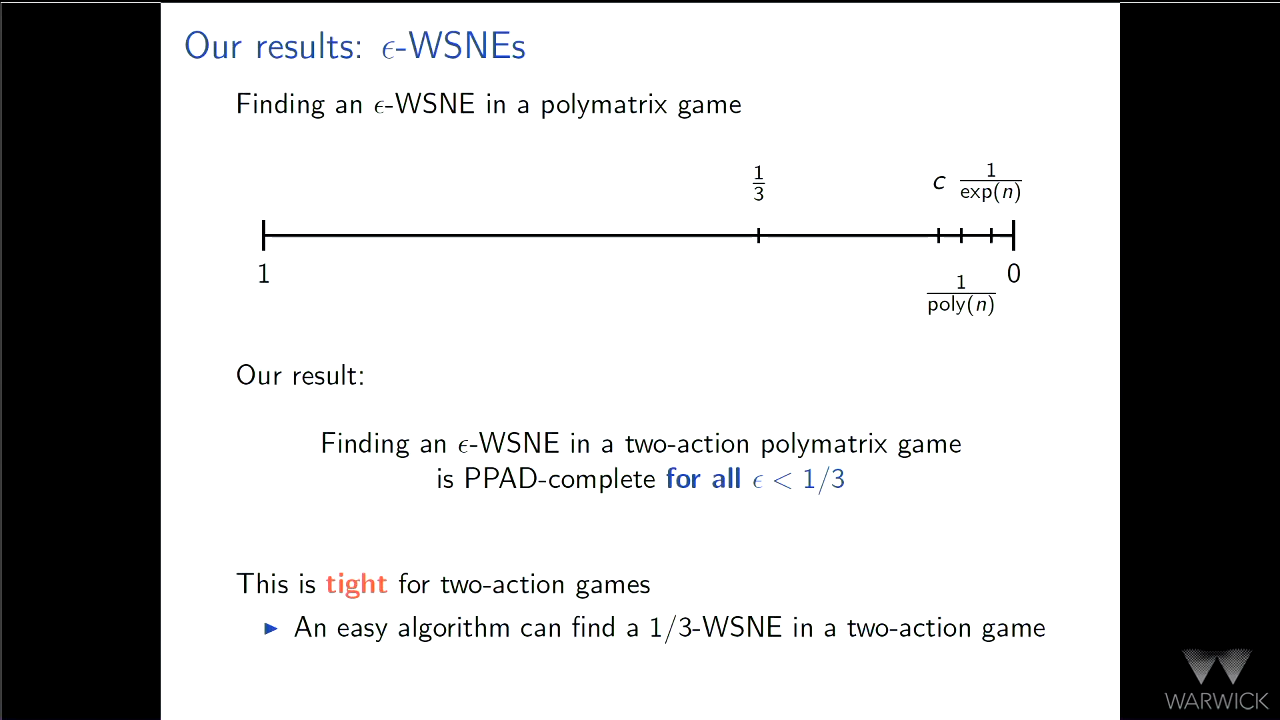 Our results: ϵ-WSNEs
Finding an ϵ-WSNE in a polymatrix game
1/3 c 1/exp(n)
1 1/poly(n) 0
Our result:
Finding an ϵ-WSNE in a two-action polymatrix game
is PPAD-complete for all ϵ < 1/3
This is tight for two-action games
▶ An easy algorithm can find a 1/3-WSNE in a two-action game
WARWICK